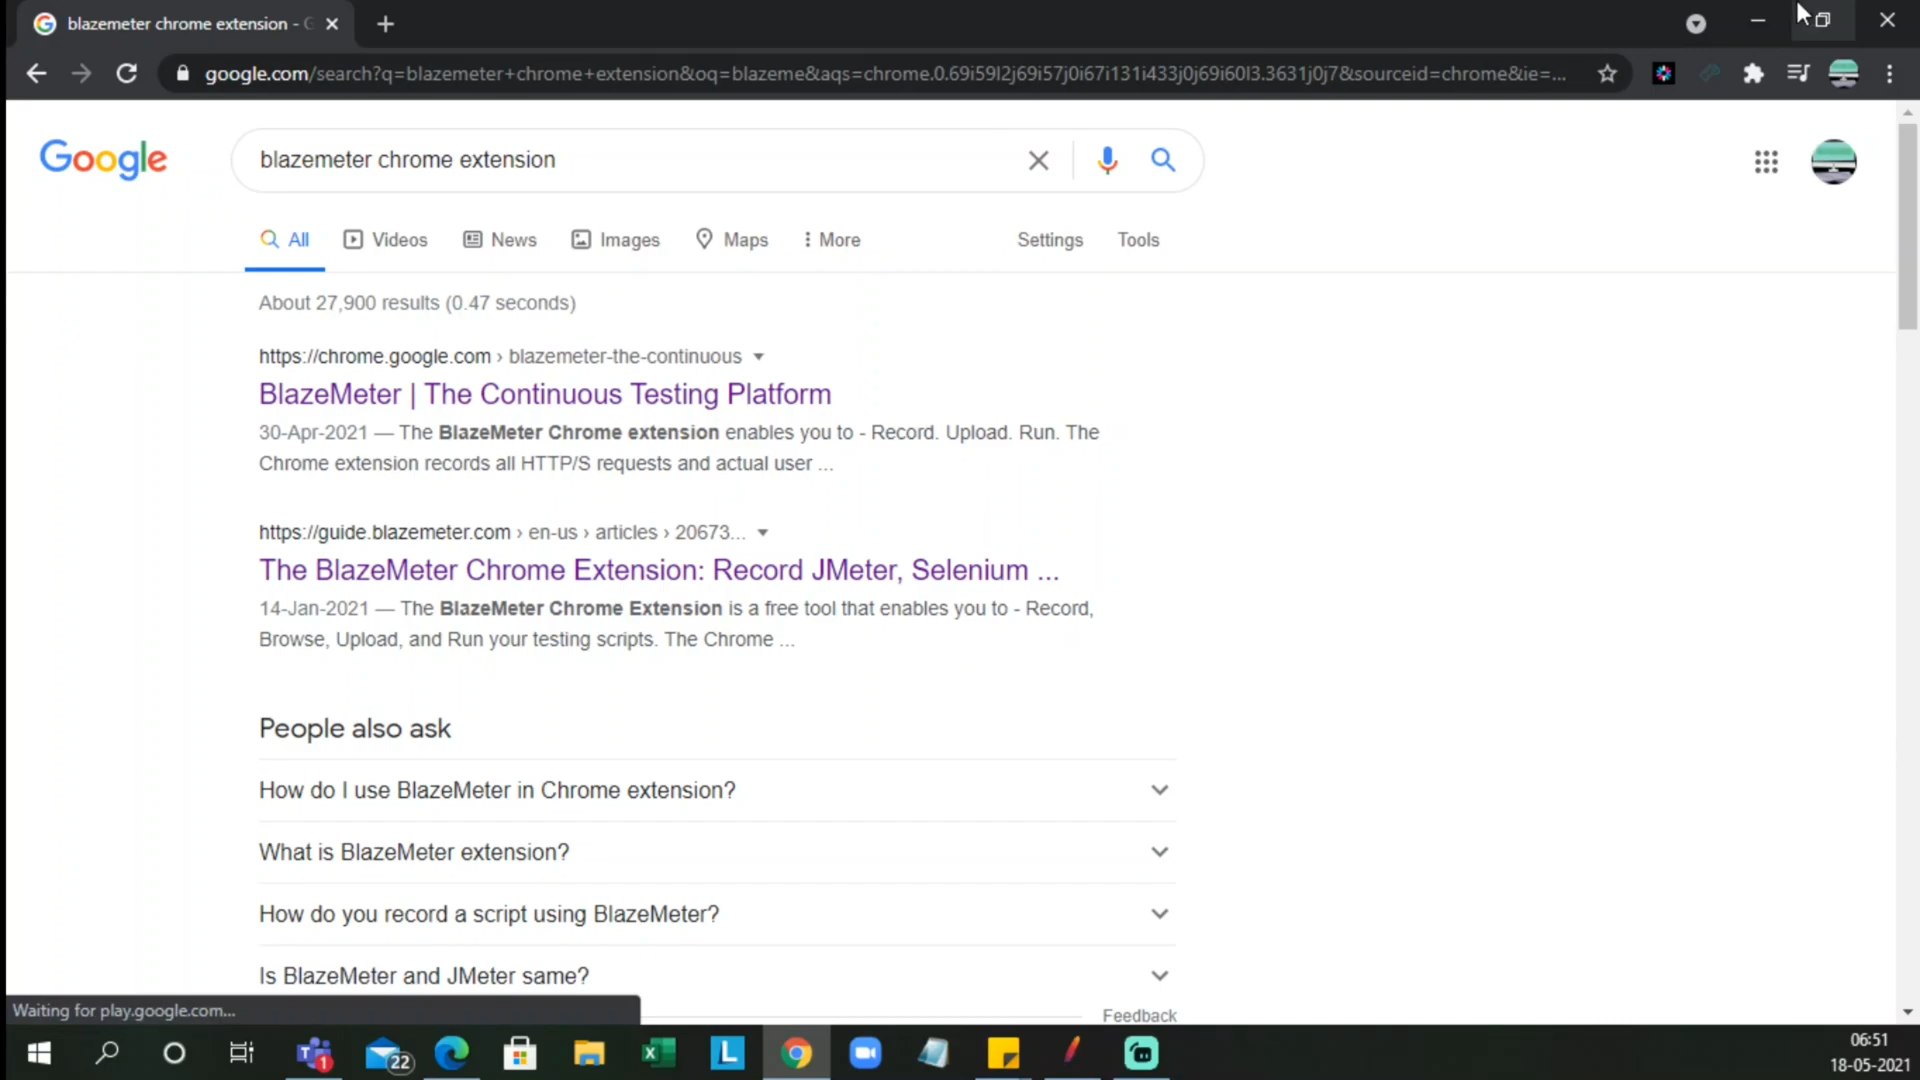 blazemeter chrome extension - G
google.com/search?q=blazemeter+chrome+extension&oq=blazeme&aqs=chrome.0.69i59l2j69i57j0i67i131i433j0j69i60l3.3631j0j7&sourceid=chrome&ie=...
Google
blazemeter chrome extension
All Videos News Images Maps More Settings Tools
About 27,900 results (0.47 seconds)
https://chrome.google.com › blazemeter-the-continuous
BlazeMeter | The Continuous Testing Platform
30-Apr-2021 — The BlazeMeter Chrome extension enables you to - Record. Upload. Run. The
Chrome extension records all HTTP/S requests and actual user ...
https://guide.blazemeter.com › en-us › articles › 20673...
The BlazeMeter Chrome Extension: Record JMeter, Selenium ...
14-Jan-2021 — The BlazeMeter Chrome Extension is a free tool that enables you to - Record,
Browse, Upload, and Run your testing scripts. The Chrome ...
People also ask
How do I use BlazeMeter in Chrome extension?
What is BlazeMeter extension?
How do you record a script using BlazeMeter?
Is BlazeMeter and JMeter same?
Feedback
Waiting for play.google.com...
T 1
22
L
06:51
18-05-2021